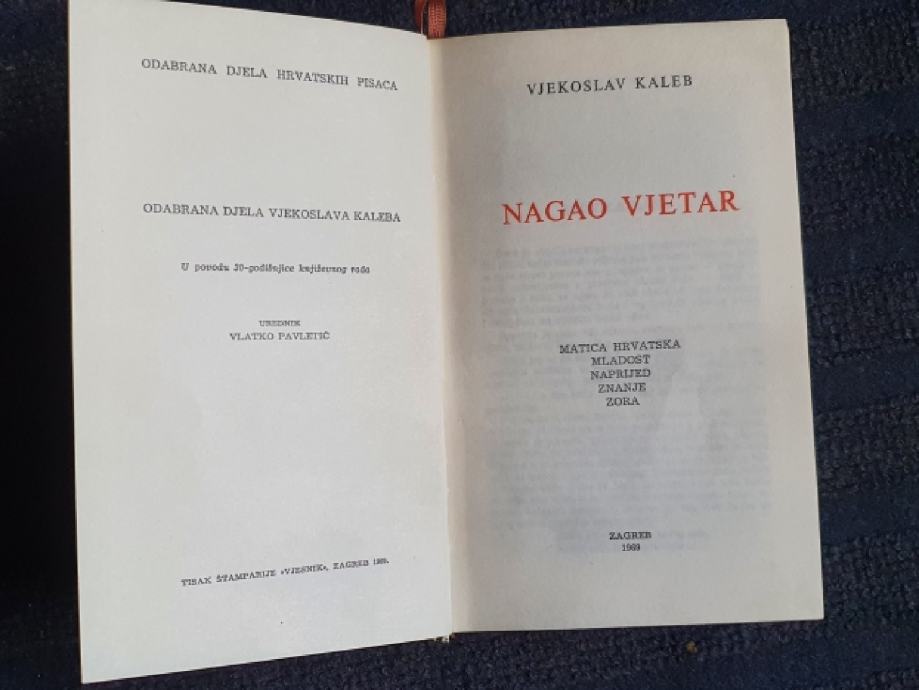 ODABRANA DJELA HRVATSKIH PISACA
ODABRANA DJELA VJEKOSLAVA KALEBA
U povodu 30-godišnjice književnog rada
UREDNIK
VLATKO PAVLETIĆ
TISAK ŠTAMPARIJE »VJESNIK«, ZAGREB 1969.
VJEKOSLAV KALEB
NAGAO VJETAR
MATICA HRVATSKA
MLADOST
NAPRIJED
ZNANJE
ZORA
ZAGREB
1969